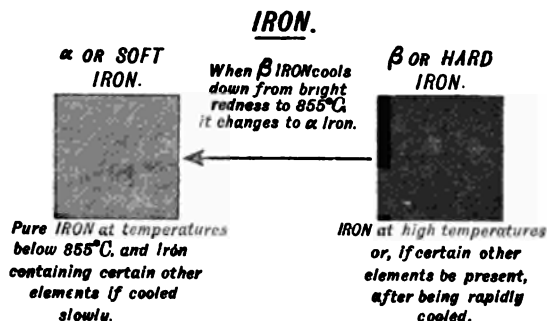 IRON.
α OR SOFT
IRON.
When β IRON cools
down from bright
redness to 855°C.
it changes to α Iron.
β OR HARD
IRON.
Pure IRON at temperatures
below 855°C. and Iron
containing certain other
elements if cooled
slowly.
IRON at high temperatures
or, if certain other
elements be present,
after being rapidly
cooled.